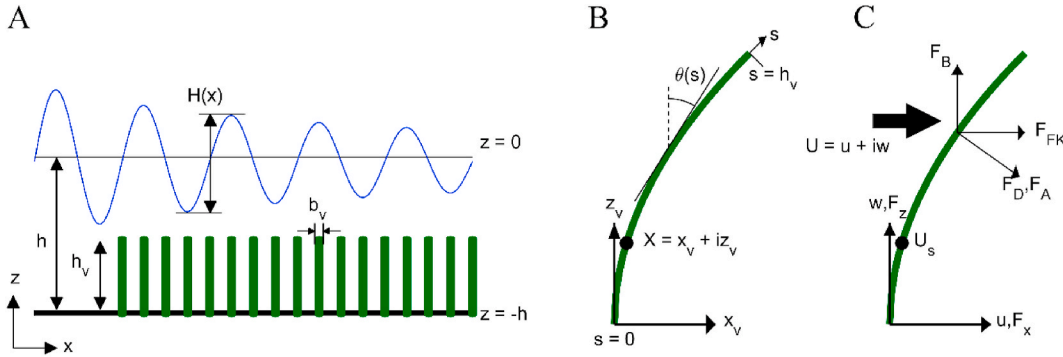 A
H(x)
z = 0
h
h_v
b_v
z
x
z = -h
B
s
θ(s)
s = h_v
z_v
X = x_v + iz_v
s = 0
x_v
C
F_B
U = u + iw
F_FK
F_D,F_A
w,F_z
U_s
u,F_x